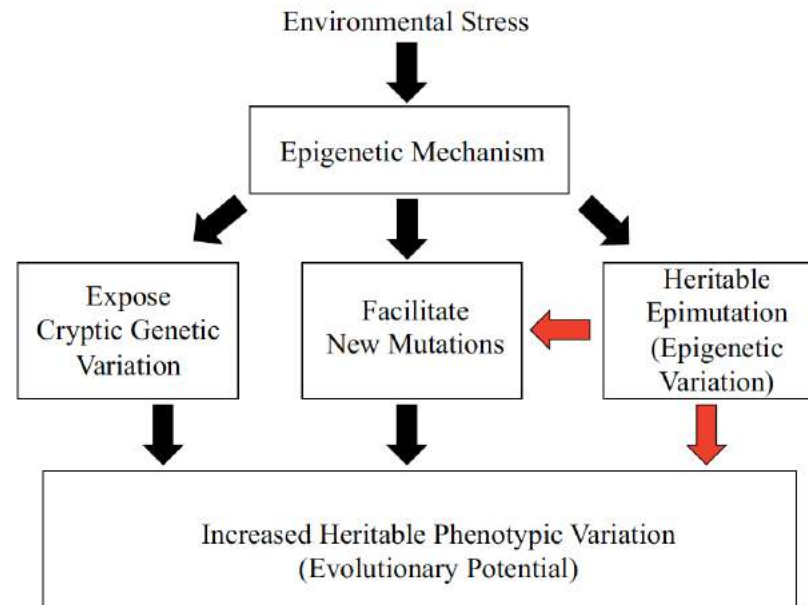 Environmental Stress
Epigenetic Mechanism
Expose
Cryptic Genetic
Variation
Facilitate
New Mutations
Heritable
Epimutation
(Epigenetic
Variation)
Increased Heritable Phenotypic Variation
(Evolutionary Potential)